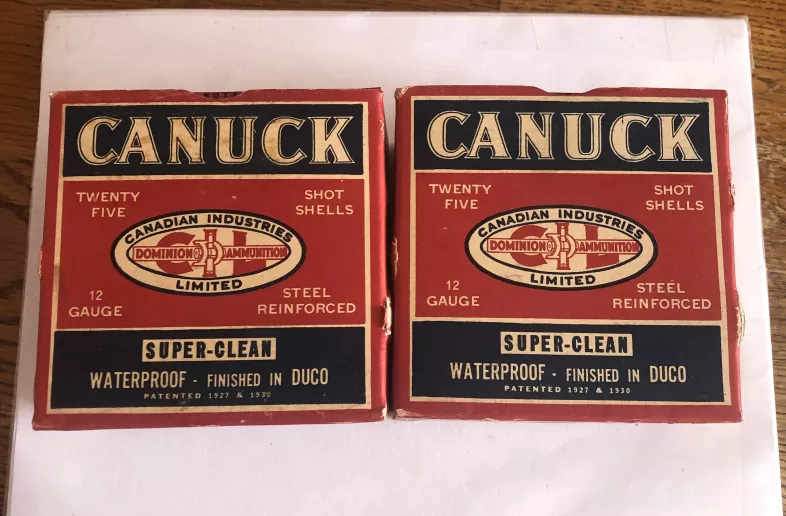 CANUCK
TWENTY FIVE
SHOT SHELLS
CANADIAN INDUSTRIES
DOMINION AMMUNITION
LIMITED
12 GAUGE
STEEL REINFORCED
SUPER-CLEAN
WATERPROOF - FINISHED IN DUCO
PATENTED 1927 & 1930
CANUCK
TWENTY FIVE
SHOT SHELLS
CANADIAN INDUSTRIES
DOMINION AMMUNITION
LIMITED
12 GAUGE
STEEL REINFORCED
SUPER-CLEAN
WATERPROOF - FINISHED IN DUCO
PATENTED 1927 & 1930